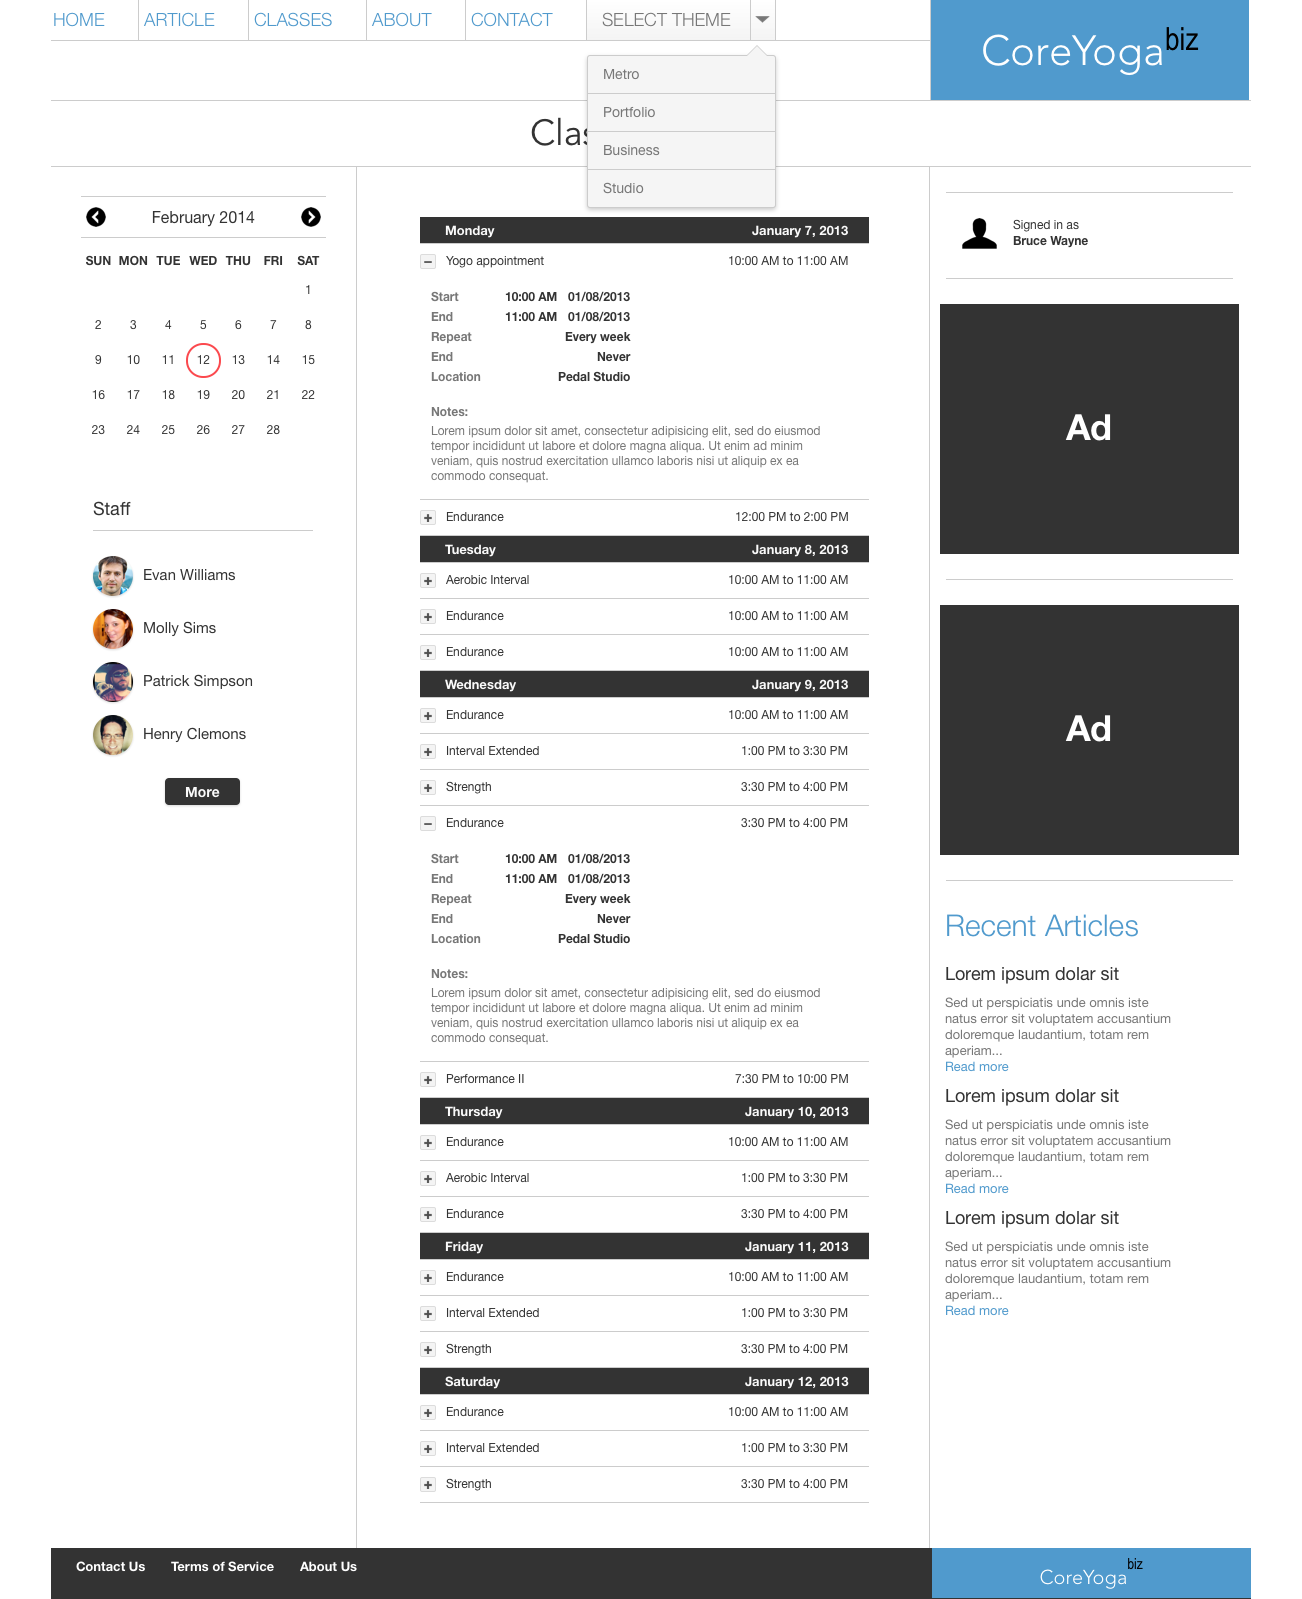 HOME ARTICLE CLASSES ABOUT CONTACT SELECT THEME
CoreYoga biz
Metro
Portfolio
Business
Studio
February 2014
SUN MON TUE WED THU FRI SAT
1
2 3 4 5 6 7 8
9 10 11 12 13 14 15
16 17 18 19 20 21 22
23 24 25 26 27 28
Staff
Evan Williams
Molly Sims
Patrick Simpson
Henry Clemons
More
Monday January 7, 2013
Yogo appointment 10:00 AM to 11:00 AM
Start 10:00 AM 01/08/2013
End 11:00 AM 01/08/2013
Repeat Every week
End Never
Location Pedal Studio
Notes:
Lorem ipsum dolor sit amet, consectetur adipisicing elit, sed do eiusmod
tempor incididunt ut labore et dolore magna aliqua. Ut enim ad minim
veniam, quis nostrud exercitation ullamco laboris nisi ut aliquip ex ea
commodo consequat.
Endurance 12:00 PM to 2:00 PM
Tuesday January 8, 2013
Aerobic Interval 10:00 AM to 11:00 AM
Endurance 10:00 AM to 11:00 AM
Endurance 10:00 AM to 11:00 AM
Wednesday January 9, 2013
Endurance 10:00 AM to 11:00 AM
Interval Extended 1:00 PM to 3:30 PM
Strength 3:30 PM to 4:00 PM
Endurance 3:30 PM to 4:00 PM
Start 10:00 AM 01/08/2013
End 11:00 AM 01/08/2013
Repeat Every week
End Never
Location Pedal Studio
Notes:
Lorem ipsum dolor sit amet, consectetur adipisicing elit, sed do eiusmod
tempor incididunt ut labore et dolore magna aliqua. Ut enim ad minim
veniam, quis nostrud exercitation ullamco laboris nisi ut aliquip ex ea
commodo consequat.
Performance II 7:30 PM to 10:00 PM
Thursday January 10, 2013
Endurance 10:00 AM to 11:00 AM
Aerobic Interval 1:00 PM to 3:30 PM
Endurance 3:30 PM to 4:00 PM
Friday January 11, 2013
Endurance 10:00 AM to 11:00 AM
Interval Extended 1:00 PM to 3:30 PM
Strength 3:30 PM to 4:00 PM
Saturday January 12, 2013
Endurance 10:00 AM to 11:00 AM
Interval Extended 1:00 PM to 3:30 PM
Strength 3:30 PM to 4:00 PM
Signed in as
Bruce Wayne
Ad
Ad
Recent Articles
Lorem ipsum dolar sit
Sed ut perspiciatis unde omnis iste
natus error sit voluptatem accusantium
doloremque laudantium, totam rem
aperiam...
Read more
Lorem ipsum dolar sit
Sed ut perspiciatis unde omnis iste
natus error sit voluptatem accusantium
doloremque laudantium, totam rem
aperiam...
Read more
Lorem ipsum dolar sit
Sed ut perspiciatis unde omnis iste
natus error sit voluptatem accusantium
doloremque laudantium, totam rem
aperiam...
Read more
Contact Us Terms of Service About Us
CoreYoga biz